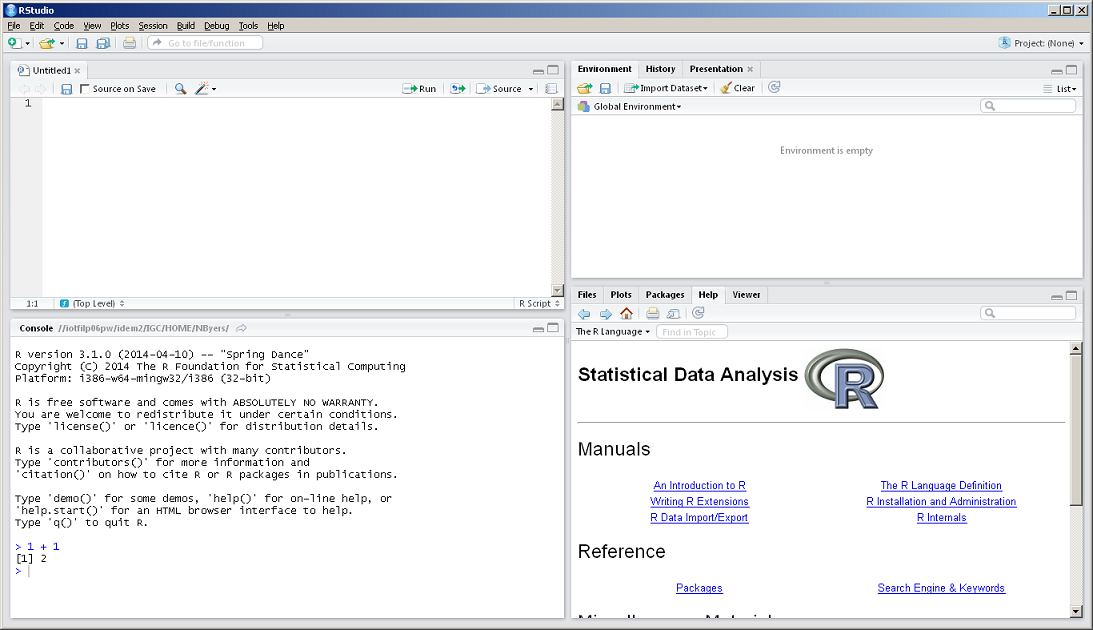 RStudio
File Edit Code View Plots Session Build Debug Tools Help
Go to file/function
Project: (None)
Untitled1
Source on Save
Run
Source
1
1:1
(Top Level)
R Script
Console //iotfilp06pw/idem2/IGC/HOME/NByers/
R version 3.1.0 (2014-04-10) -- "Spring Dance"
Copyright (C) 2014 The R Foundation for Statistical Computing
Platform: i386-w64-mingw32/i386 (32-bit)
R is free software and comes with ABSOLUTELY NO WARRANTY.
You are welcome to redistribute it under certain conditions.
Type 'license()' or 'licence()' for distribution details.
R is a collaborative project with many contributors.
Type 'contributors()' for more information and
'citation()' on how to cite R or R packages in publications.
Type 'demo()' for some demos, 'help()' for on-line help, or
'help.start()' for an HTML browser interface to help.
Type 'q()' to quit R.
> 1 + 1
[1] 2
>
Environment History Presentation
Import Dataset Clear
List
Global Environment
Environment is empty
Files Plots Packages Help Viewer
The R Language Find in Topic
Statistical Data Analysis R
Manuals
An Introduction to R The R Language Definition
Writing R Extensions R Installation and Administration
R Data Import/Export R Internals
Reference
Packages Search Engine & Keywords